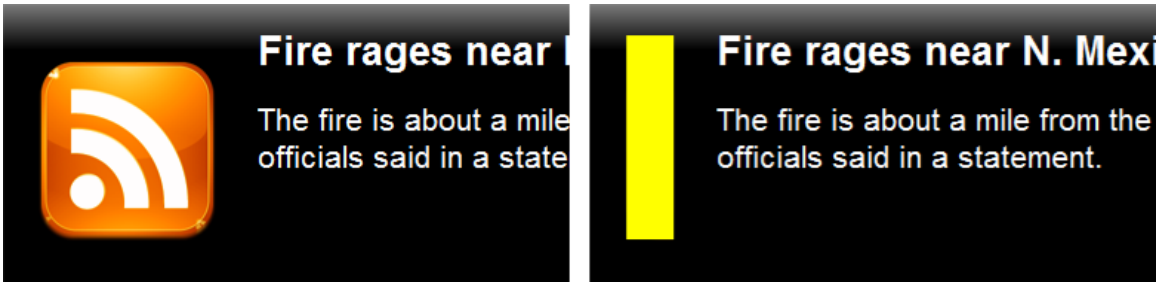 Fire rages near
The fire is about a mile
officials said in a state
Fire rages near N. Mexi
The fire is about a mile from the
officials said in a statement.